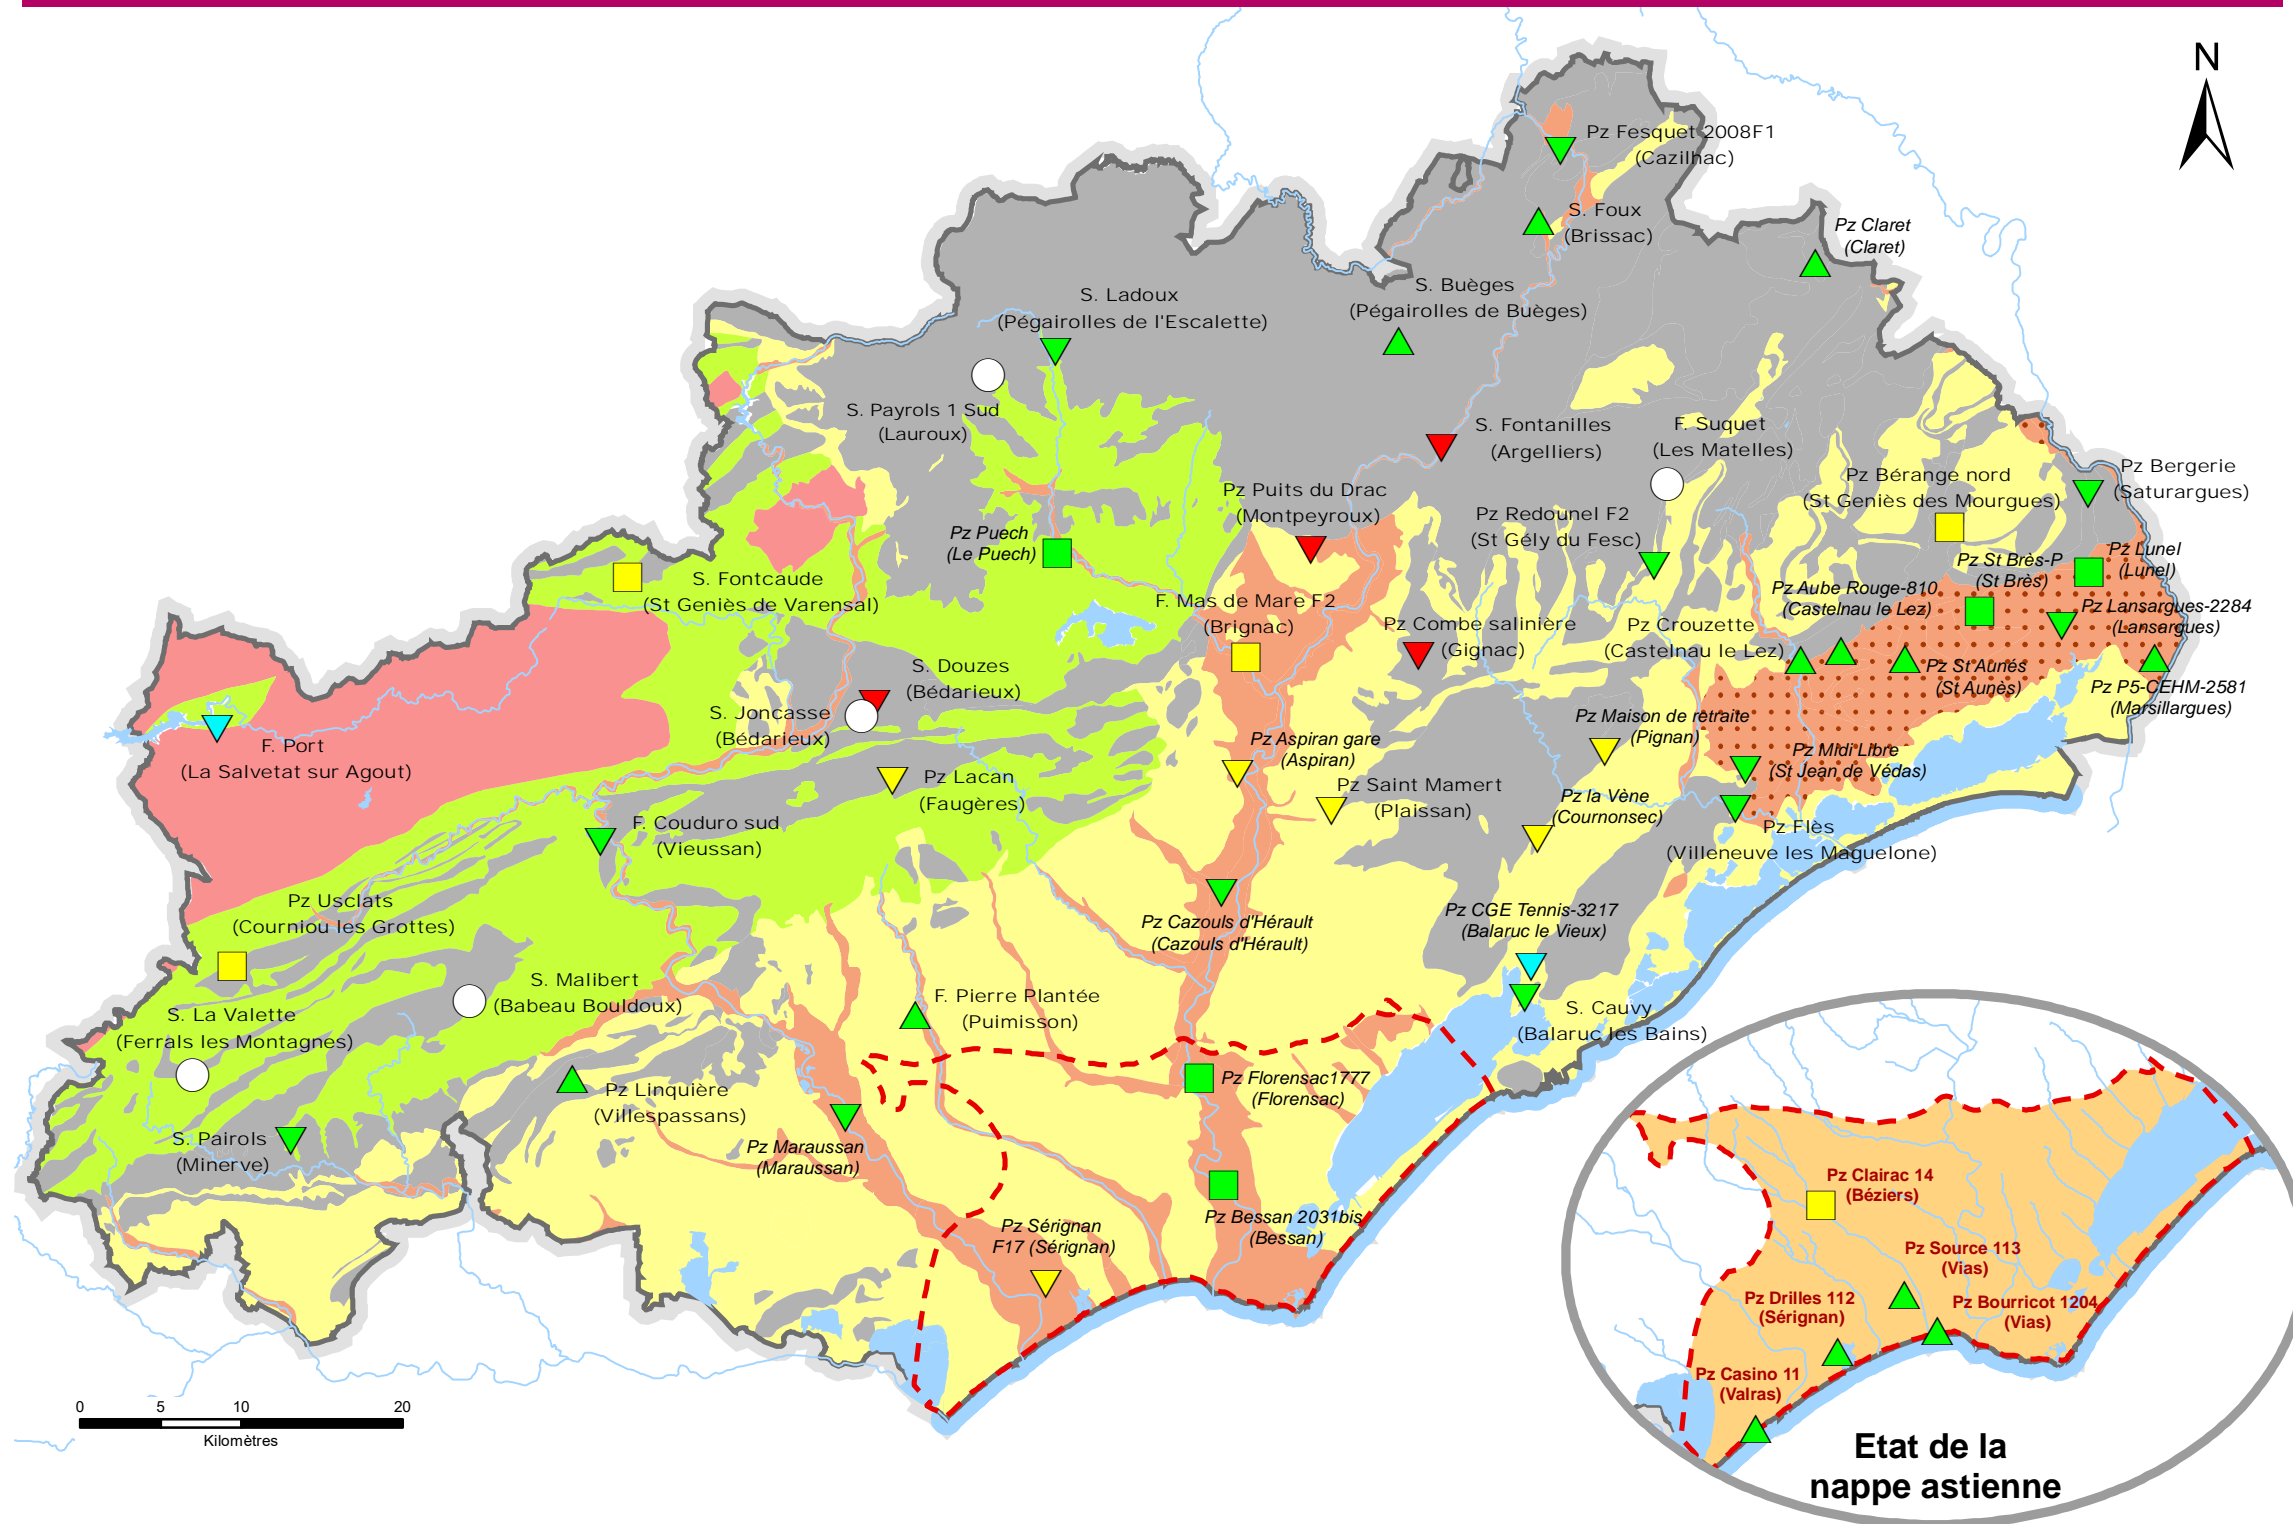 N
Pz Fesquet 2008F1
(Cazilhac)
S. Foux
(Brissac)
Pz Claret
(Claret)
S. Ladoux
(Pégairolles de l'Escalette)
S. Buèges
(Pégairolles de Buèges)
S. Payrols 1 Sud
(Lauroux)
S. Fontanilles
(Argelliers)
F. Suquet
(Les Matelles)
Pz Bérange nord
(St Geniès des Mourgues)
Pz Bergerie
(Saturargues)
Pz Puits du Drac
(Montpeyroux)
Pz Redounel F2
(St Gély du Fesc)
Pz Puech
(Le Puech)
Pz St Brès-P
(St Brès)
Pz Lunel
(Lunel)
S. Fontcaude
(St Geniès de Varensal)
F. Mas de Mare F2
(Brignac)
Pz Aube Rouge-810
(Castelnau le Lez)
Pz Lansargues-2284
(Lansargues)
Pz Combe salinière
(Gignac)
Pz Crouzette
(Castelnau le Lez)
S. Douzes
(Bédarieux)
Pz St Aunés
(St Aunès)
Pz P5-CEHM-2581
(Marsillargues)
S. Joncasse
(Bédarieux)
Pz Maison de retraite
(Pignan)
F. Port
(La Salvetat sur Agout)
Pz Aspiran gare
(Aspiran)
Pz Midi Libre
(St Jean de Védas)
Pz Lacan
(Faugères)
Pz Saint Mamert
(Plaissan)
Pz la Vène
(Cournonsec)
F. Couduro sud
(Vieussan)
Pz Flès
(Villeneuve les Maguelone)
Pz Usclats
(Courniou les Grottes)
Pz Cazouls d'Hérault
(Cazouls d'Hérault)
Pz CGE Tennis-3217
(Balaruc le Vieux)
S. Malibert
(Babeau Bouldoux)
F. Pierre Plantée
(Puimisson)
S. Cauvy
(Balaruc les Bains)
S. La Valette
(Ferrals les Montagnes)
Pz Linquière
(Villespassans)
Pz Florensac1777
(Florensac)
S. Pairols
(Minerve)
Pz Maraussan
(Maraussan)
Pz Sérignan
F17 (Sérignan)
Pz Bessan 2031bis
(Bessan)
Pz Clairac 14
(Béziers)
Pz Source 113
(Vias)
Pz Drilles 112
(Sérignan)
Pz Bourricot 1204
(Vias)
Pz Casino 11
(Valras)
Etat de la
nappe astienne
0 5 10 20
Kilomètres